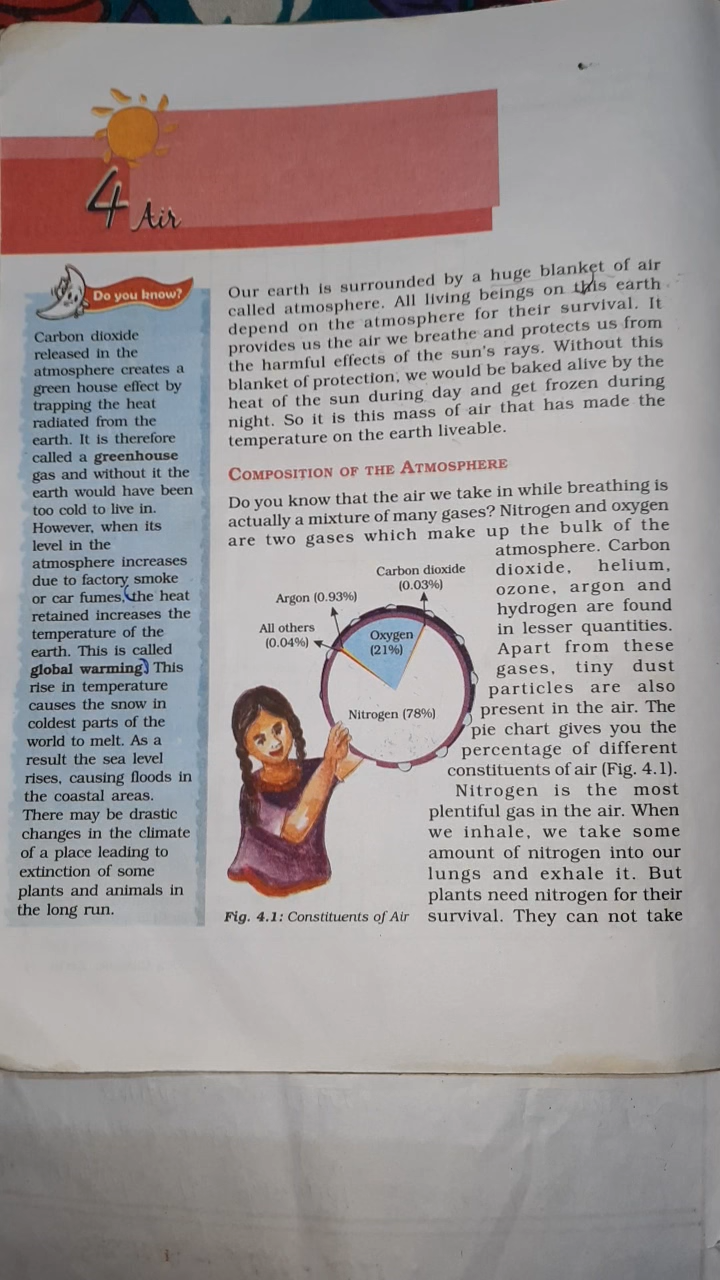 4 Air
Do you know?
Carbon dioxide
released in the
atmosphere creates a
green house effect by
trapping the heat
radiated from the
earth. It is therefore
called a greenhouse
gas and without it the
earth would have been
too cold to live in.
However, when its
level in the
atmosphere increases
due to factory smoke
or car fumes, the heat
retained increases the
temperature of the
earth. This is called
global warming. This
rise in temperature
causes the snow in
coldest parts of the
world to melt. As a
result the sea level
rises, causing floods in
the coastal areas.
There may be drastic
changes in the climate
of a place leading to
extinction of some
plants and animals in
the long run.
Our earth is surrounded by a huge blanket of air
called atmosphere. All living beings on this earth
depend on the atmosphere for their survival. It
provides us the air we breathe and protects us from
the harmful effects of the sun's rays. Without this
blanket of protection, we would be baked alive by the
heat of the sun during day and get frozen during
night. So it is this mass of air that has made the
temperature on the earth liveable.
COMPOSITION OF THE ATMOSPHERE
Do you know that the air we take in while breathing is
actually a mixture of many gases? Nitrogen and oxygen
are two gases which make up the bulk of the
atmosphere. Carbon
dioxide, helium,
ozone, argon and
hydrogen are found
in lesser quantities.
Apart from these
gases, tiny dust
particles are also
present in the air. The
pie chart gives you the
percentage of different
constituents of air (Fig. 4.1).
Nitrogen is the most
plentiful gas in the air. When
we inhale, we take some
amount of nitrogen into our
lungs and exhale it. But
plants need nitrogen for their
survival. They can not take
Carbon dioxide
(0.03%)
Argon (0.93%)
All others
(0.04%)
Oxygen
(21%)
Nitrogen (78%)
Fig. 4.1: Constituents of Air